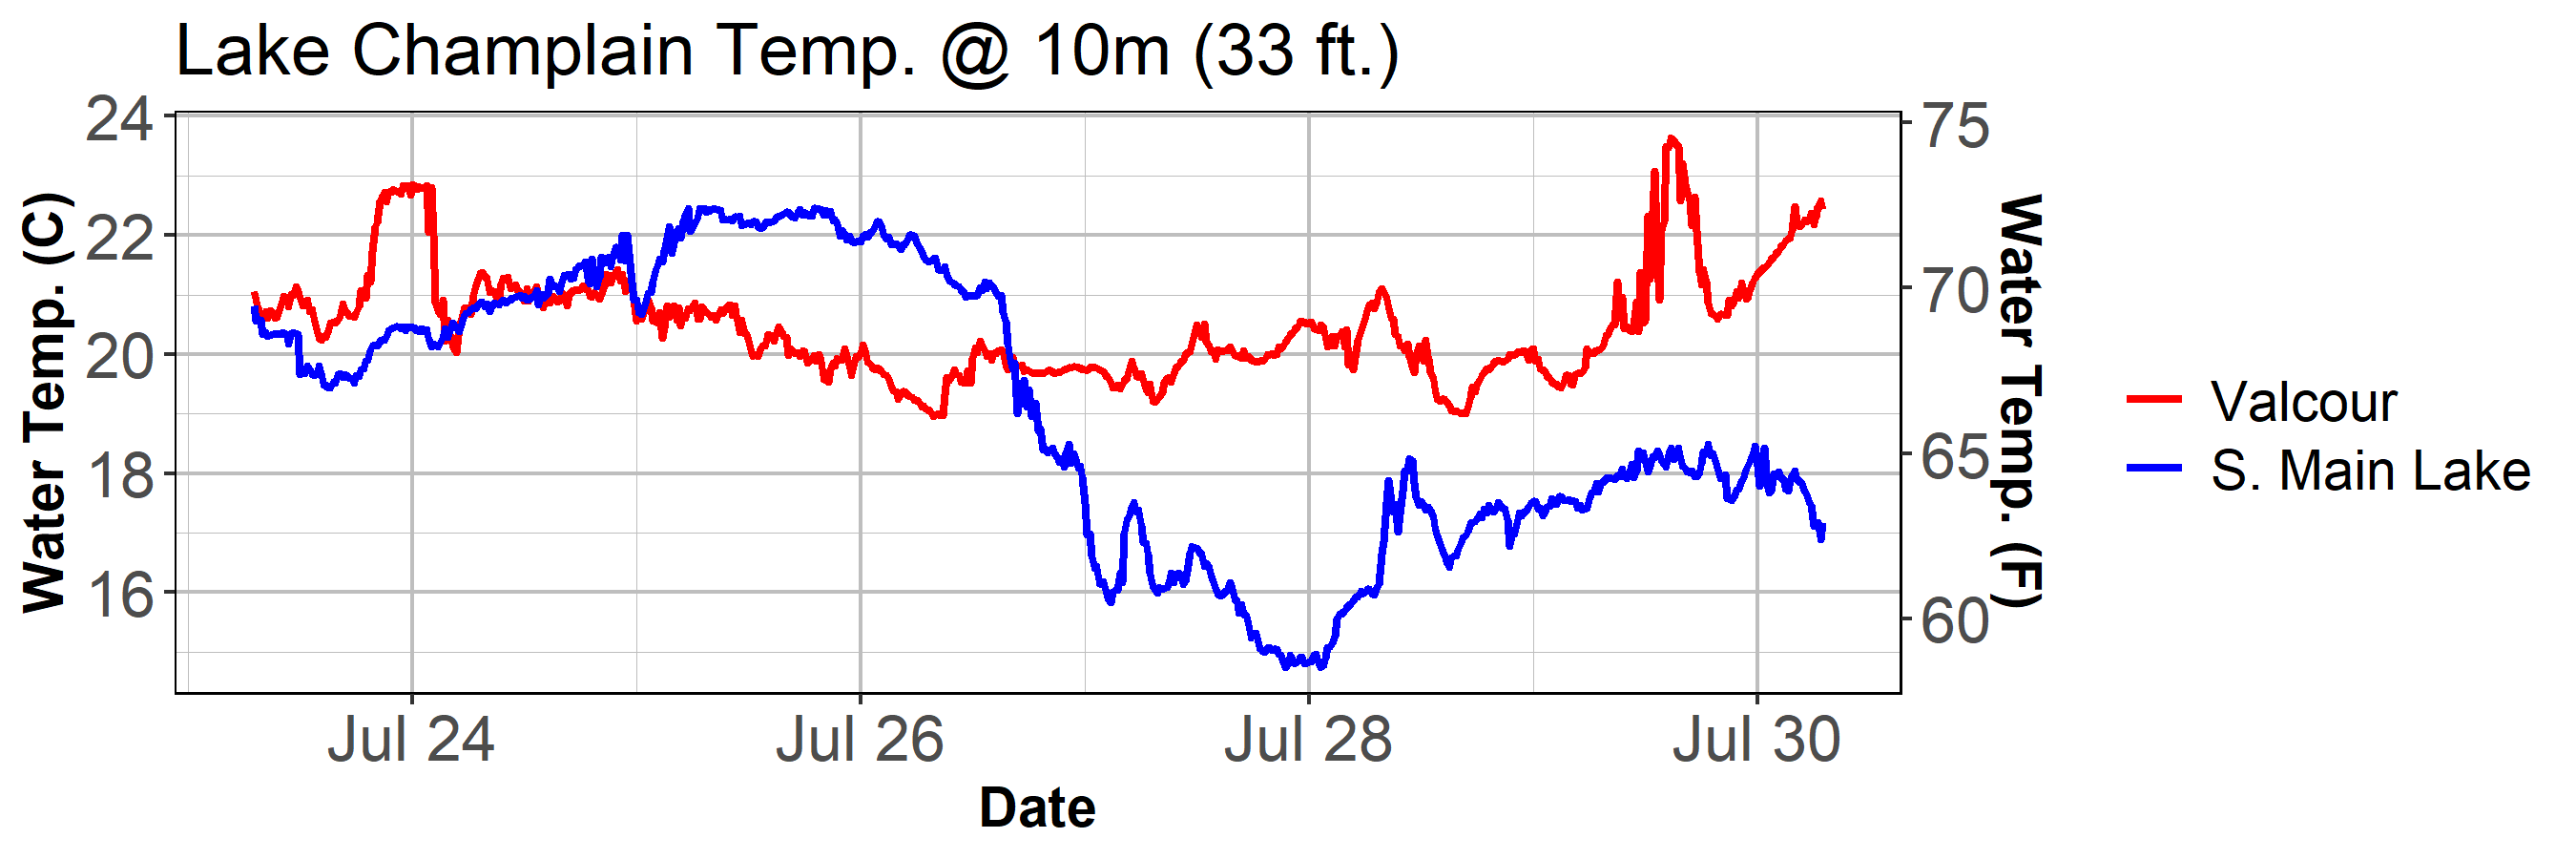 Lake Champlain Temp. @ 10m (33 ft.)
Water Temp. (C)
24
22
20
18
16
75
70
65
60
Water Temp. (F)
Jul 24
Jul 26
Jul 28
Jul 30
Date
Valcour
S. Main Lake